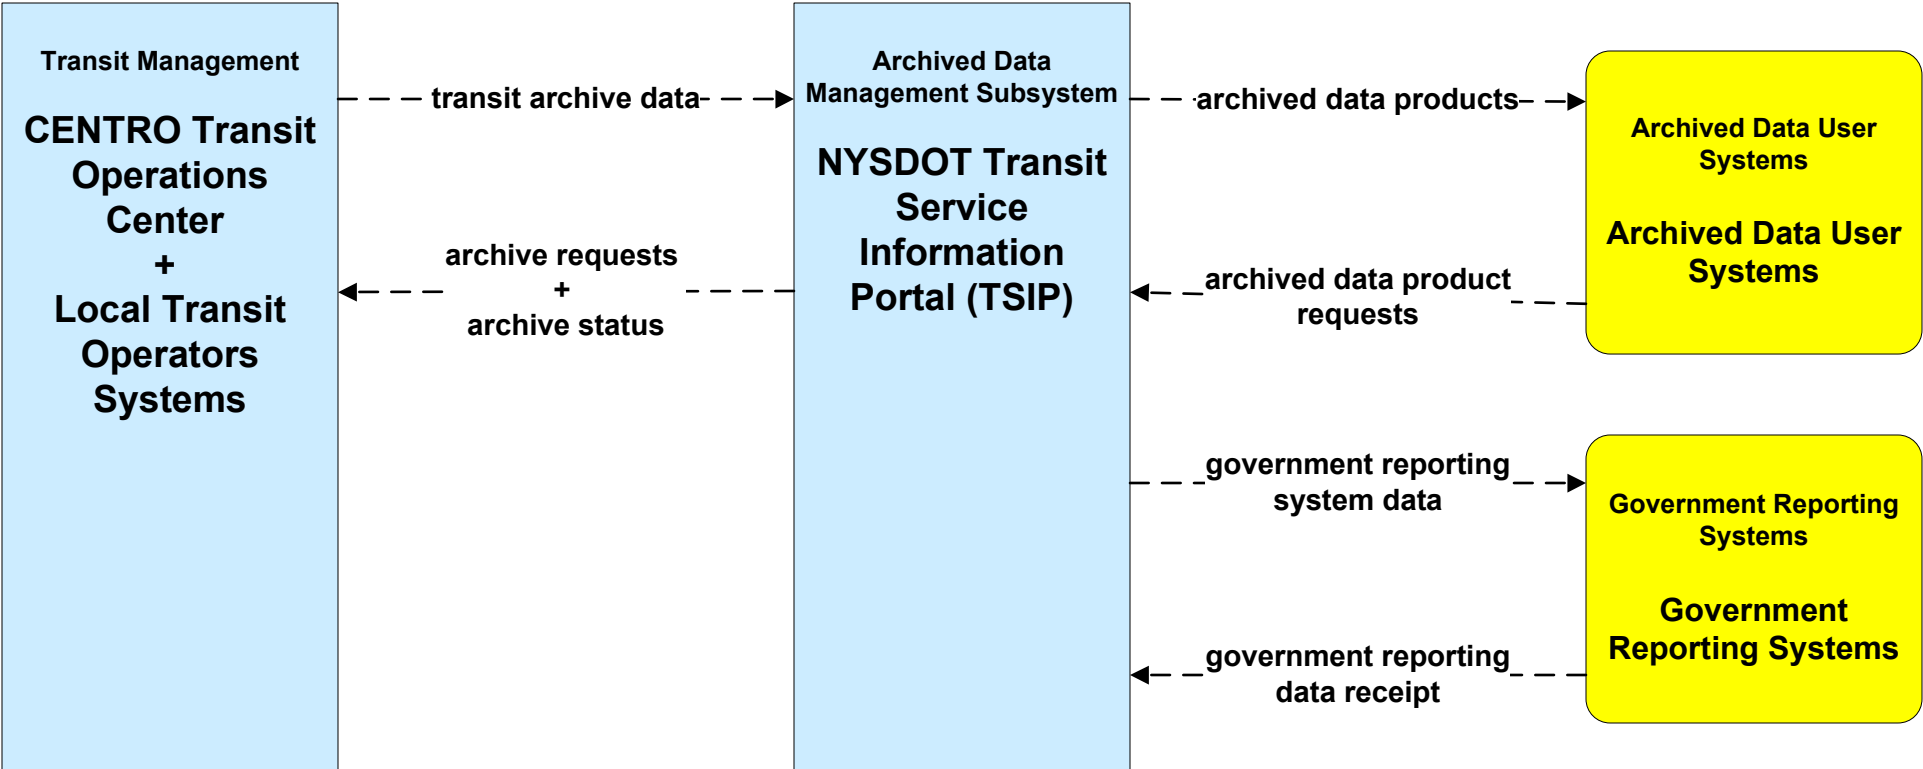 Transit Management
CENTRO Transit
Operations
Center
+
Local Transit
Operators
Systems
transit archive data
archive requests
+
archive status
Archived Data
Management Subsystem
NYSDOT Transit
Service
Information
Portal (TSIP)
archived data products
archived data product
requests
government reporting
system data
government reporting
data receipt
Archived Data User
Systems
Archived Data User
Systems
Government Reporting
Systems
Government
Reporting Systems